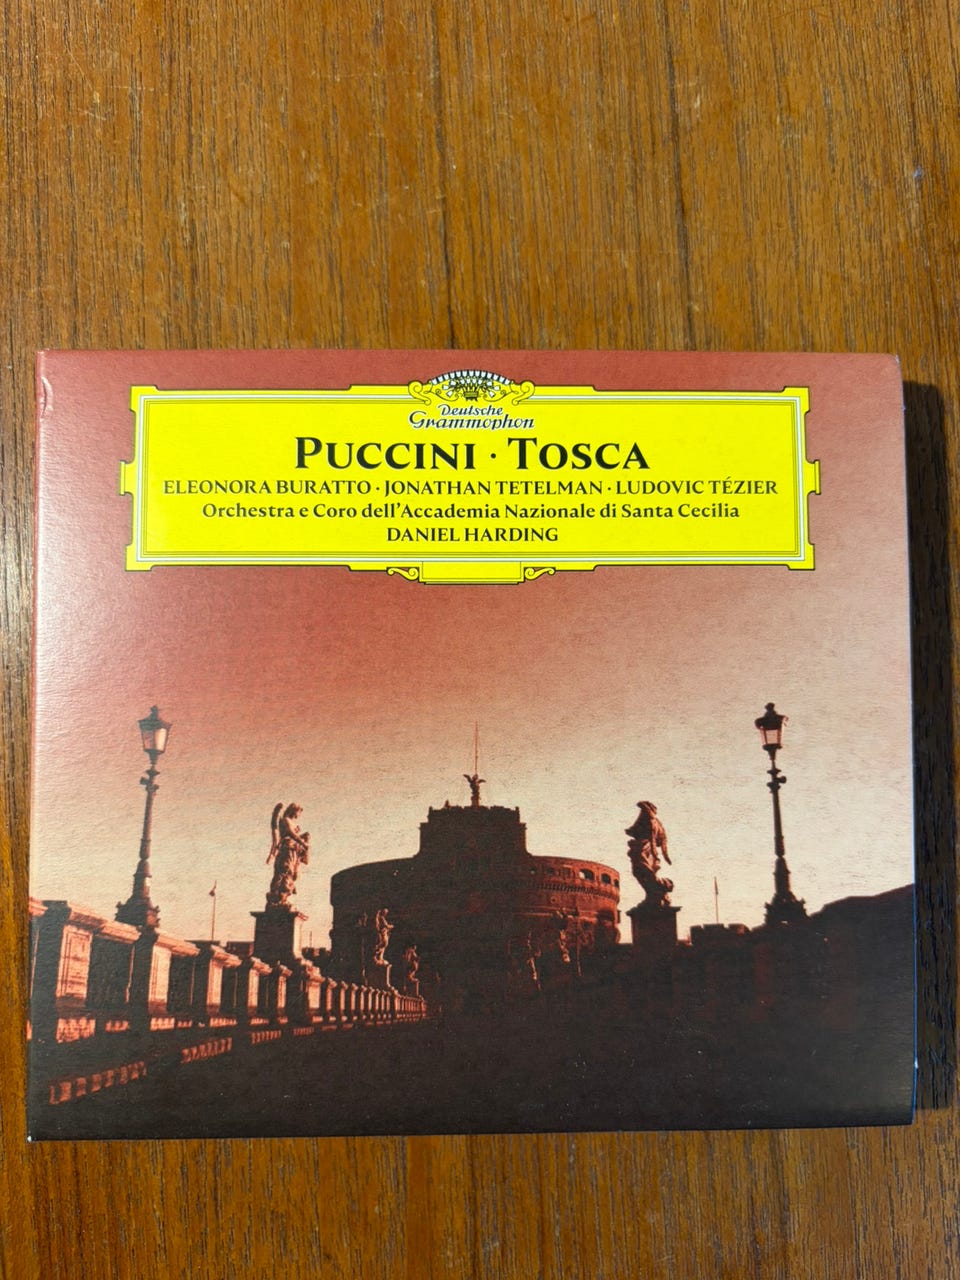 Deutsche
Grammophon
PUCCINI · TOSCA
ELEONORA BURATTO · JONATHAN TETELMAN · LUDOVIC TÉZIER
Orchestra e Coro dell'Accademia Nazionale di Santa Cecilia
DANIEL HARDING